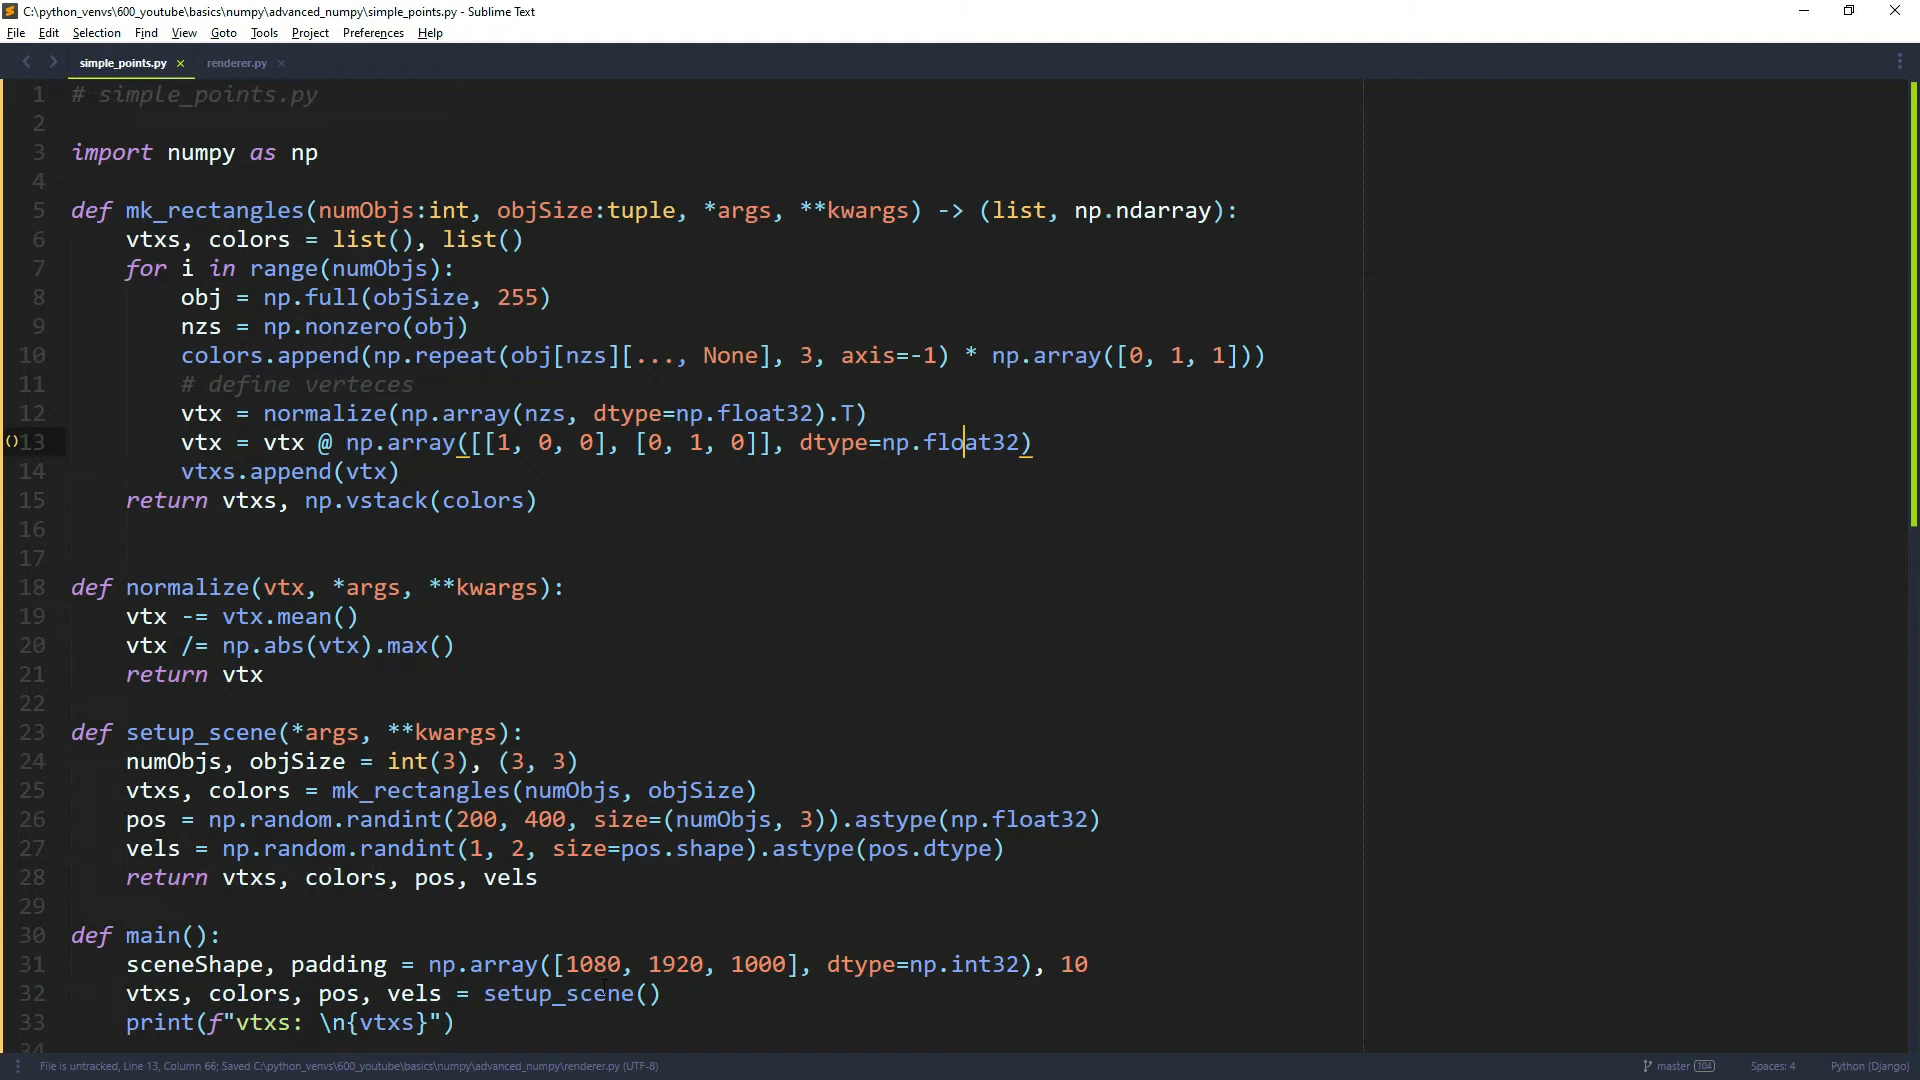 C:\python_venvs\600_youtube\basics\numpy\advanced_numpy\simple_points.py - Sublime Text
File Edit Selection Find View Goto Tools Project Preferences Help
simple_points.py × renderer.py ×
1 # simple_points.py
2
3 import numpy as np
4
5 def mk_rectangles(numObjs:int, objSize:tuple, *args, **kwargs) -> (list, np.ndarray):
6     vtxs, colors = list(), list()
7     for i in range(numObjs):
8         obj = np.full(objSize, 255)
9         nzs = np.nonzero(obj)
10         colors.append(np.repeat(obj[nzs][..., None], 3, axis=-1) * np.array([0, 1, 1]))
11         # define verteces
12         vtx = normalize(np.array(nzs, dtype=np.float32).T)
()13         vtx = vtx @ np.array([[1, 0, 0], [0, 1, 0]], dtype=np.float32)
14         vtxs.append(vtx)
15     return vtxs, np.vstack(colors)
16
17
18 def normalize(vtx, *args, **kwargs):
19     vtx -= vtx.mean()
20     vtx /= np.abs(vtx).max()
21     return vtx
22
23 def setup_scene(*args, **kwargs):
24     numObjs, objSize = int(3), (3, 3)
25     vtxs, colors = mk_rectangles(numObjs, objSize)
26     pos = np.random.randint(200, 400, size=(numObjs, 3)).astype(np.float32)
27     vels = np.random.randint(1, 2, size=pos.shape).astype(pos.dtype)
28     return vtxs, colors, pos, vels
29
30 def main():
31     sceneShape, padding = np.array([1080, 1920, 1000], dtype=np.int32), 10
32     vtxs, colors, pos, vels = setup_scene()
33     print(f"vtxs: \n{vtxs}")
34
File is untracked, Line 13, Column 66; Saved C:\python_venvs\600_youtube\basics\numpy\advanced_numpy\renderer.py (UTF-8) master 104 Spaces: 4 Python (Django)